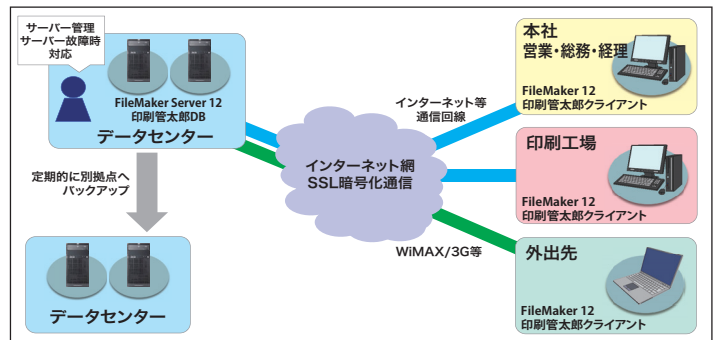 サーバー管理
サーバー故障時
対応
FileMaker Server 12
印刷管太郎DB
データセンター
定期的に別拠点へ
バックアップ
データセンター
インターネット網
SSL暗号化通信
インターネット等
通信回線
WiMAX/3G等
本社
営業・総務・経理
FileMaker 12
印刷管太郎クライアント
印刷工場
FileMaker 12
印刷管太郎クライアント
外出先
FileMaker 12
印刷管太郎クライアント